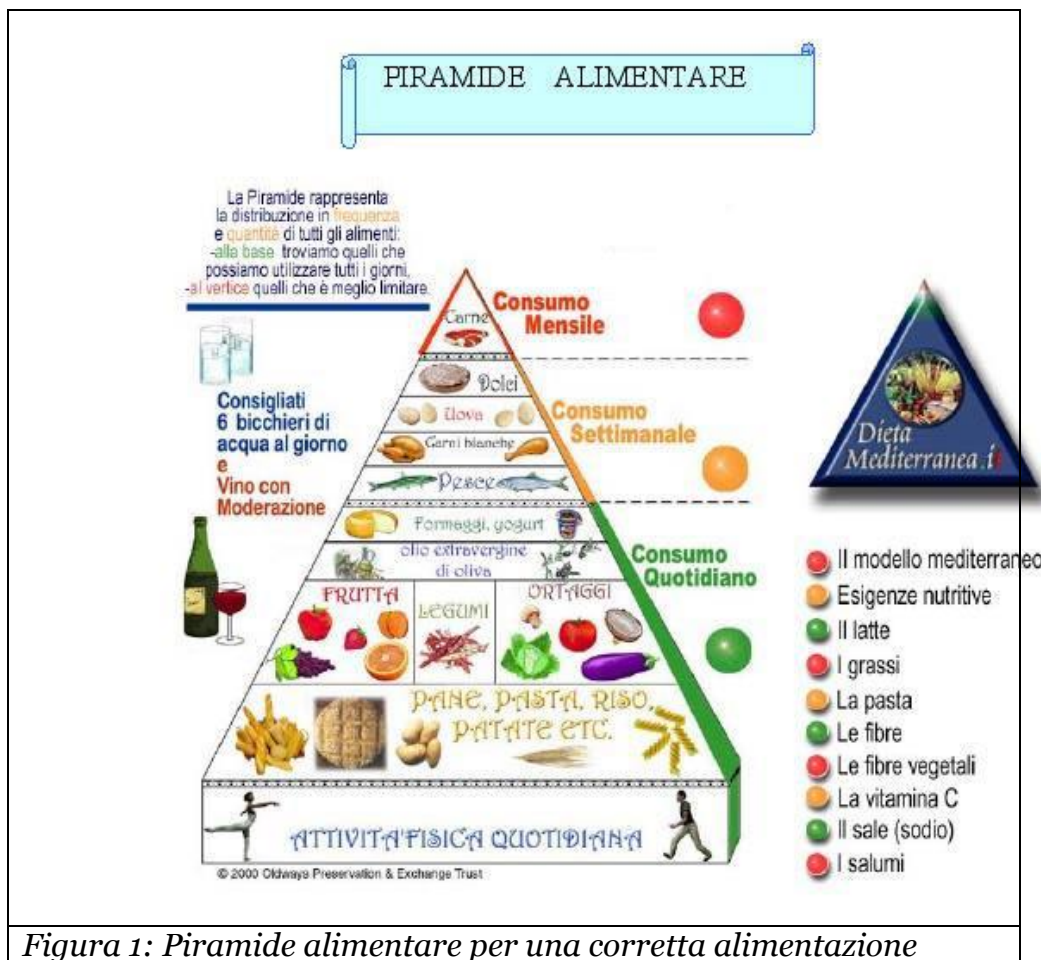 PIRAMIDE ALIMENTARE
La Piramide rappresenta
la distribuzione in frequenza
e quantità di tutti gli alimenti:
-alla base troviamo quelli che
possiamo utilizzare tutti i giorni,
-al vertice quelli che è meglio limitare.
Consigliati
6 bicchieri di
acqua al giorno
e
Vino con
Moderazione
Consumo
Mensile
Carne
Consumo
Settimanale
Dolci
Uova
Carni bianche
Pesce
Consumo
Quotidiano
Formaggi, yogurt
olio extravergine
di oliva
FRUTTA
LEGUMI
ORTAGGI
PANE, PASTA, RISO,
PATATE ETC.
ATTIVITA' FISICA QUOTIDIANA
© 2000 Oldways Preservation & Exchange Trust
Dieta
Mediterranea.it
Il modello mediterraneo
Esigenze nutritive
Il latte
I grassi
La pasta
Le fibre
Le fibre vegetali
La vitamina C
Il sale (sodio)
I salumi
Figura 1: Piramide alimentare per una corretta alimentazione